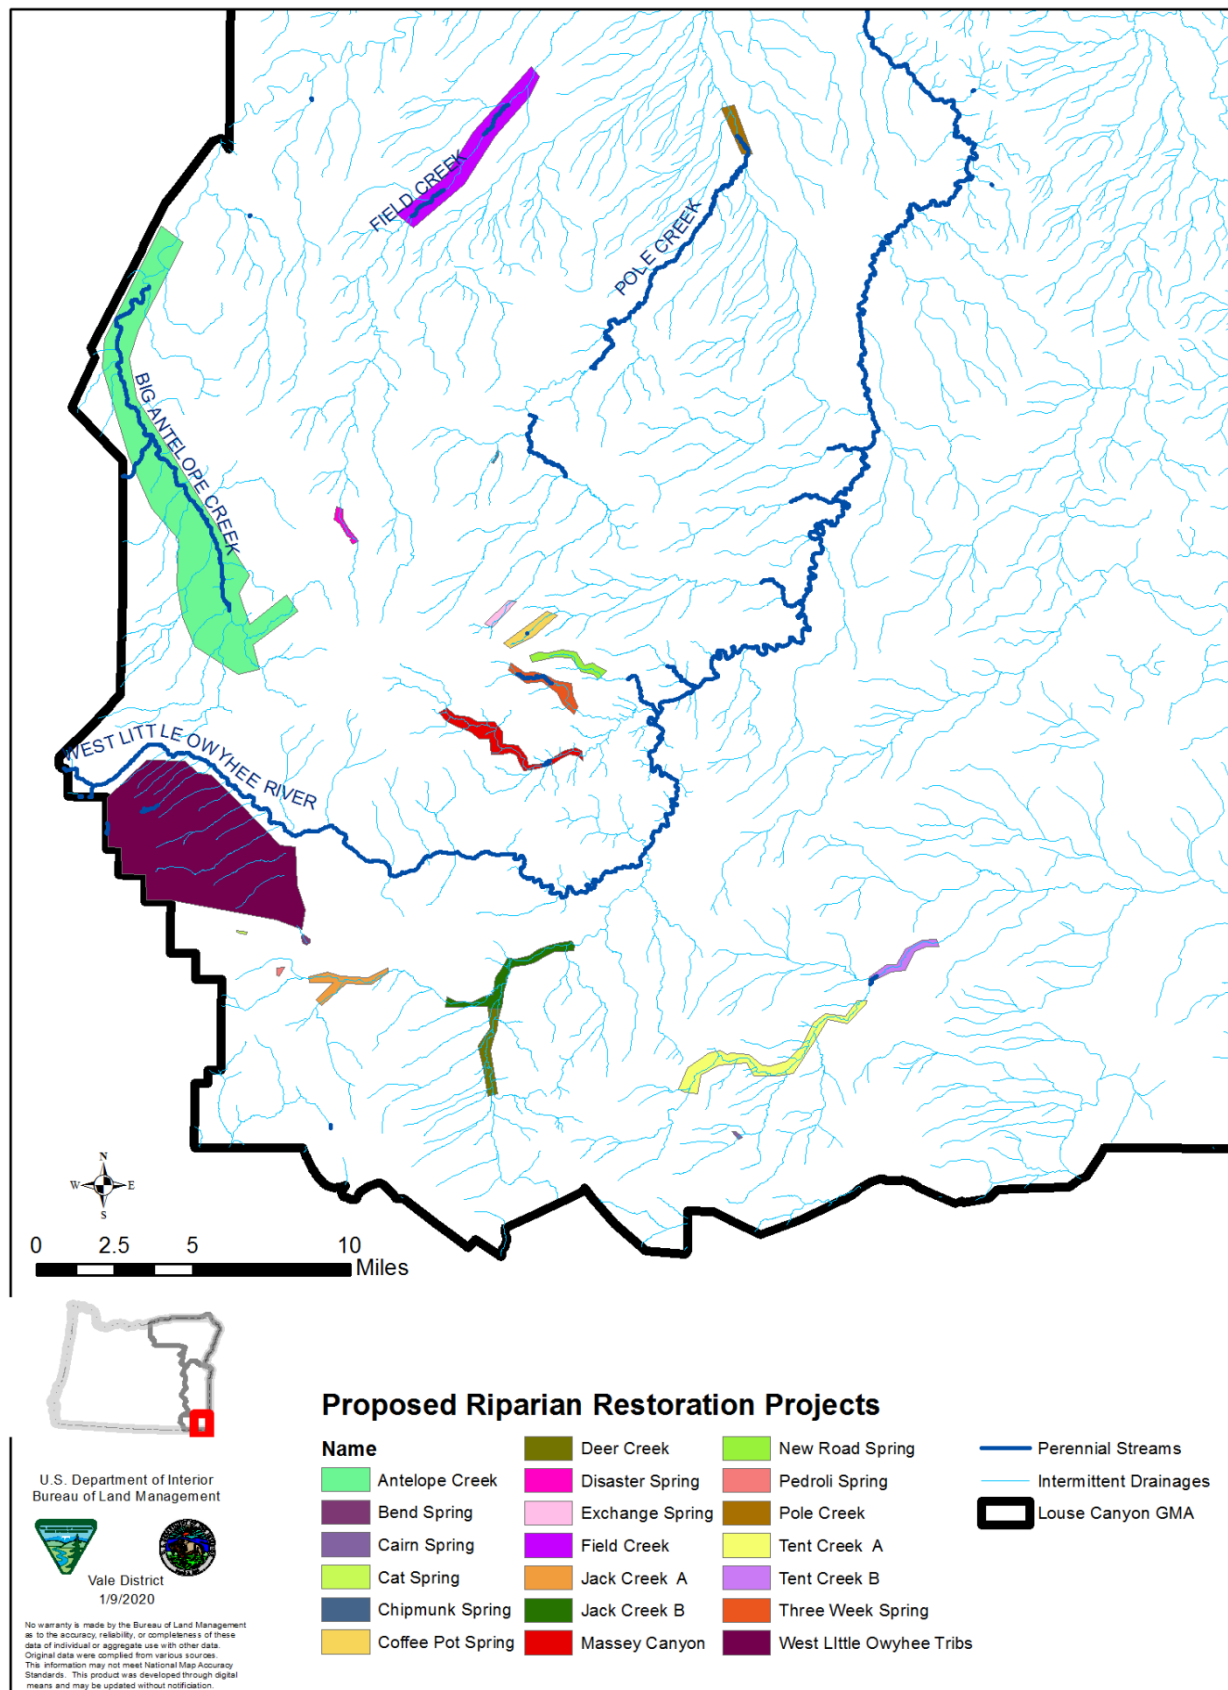 FIELD CREEK
POLE CREEK
BIG ANTELOPE CREEK
WEST LITTLE OWYHEE RIVER
N
W E
S
0 2.5 5 10
Miles
Proposed Riparian Restoration Projects
Name
Antelope Creek
Bend Spring
Cairn Spring
Cat Spring
Chipmunk Spring
Coffee Pot Spring
Deer Creek
Disaster Spring
Exchange Spring
Field Creek
Jack Creek A
Jack Creek B
Massey Canyon
New Road Spring
Pedroli Spring
Pole Creek
Tent Creek A
Tent Creek B
Three Week Spring
West LIttle Owyhee Tribs
Perennial Streams
Intermittent Drainages
Louse Canyon GMA
U.S. Department of Interior
Bureau of Land Management
Vale District
1/9/2020
No warranty is made by the Bureau of Land Management
as to the accuracy, reliability, or completeness of these
data of individual or aggregate use with other data.
Original data were complied from various sources.
This information may not meet National Map Accuracy
Standards. This product was developed through digital
means and may be updated without notificiation.